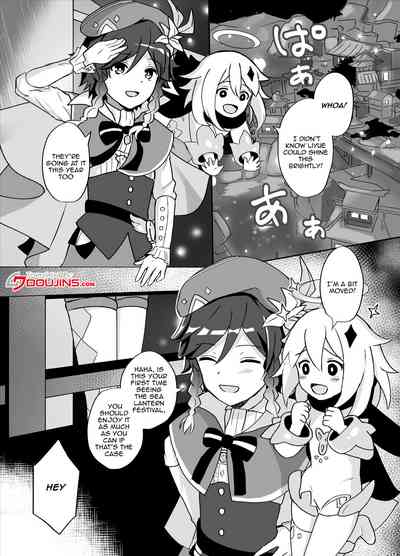 ぱぁぁぁ
WHOA!
I DIDN'T
KNOW LIYUE
COULD SHINE
THIS
BRIGHTLY!
THEY'RE
GOING AT IT
THIS YEAR
TOO
I'M A BIT
MOVED!
DOUJINS.COM
HAHA,
IS THIS YOUR
FIRST TIME
SEEING
THE SEA
LANTERN
FESTIVAL,
YOU
SHOULD
ENJOY IT
AS MUCH
AS YOU
CAN IF
THAT'S THE
CASE
HEY